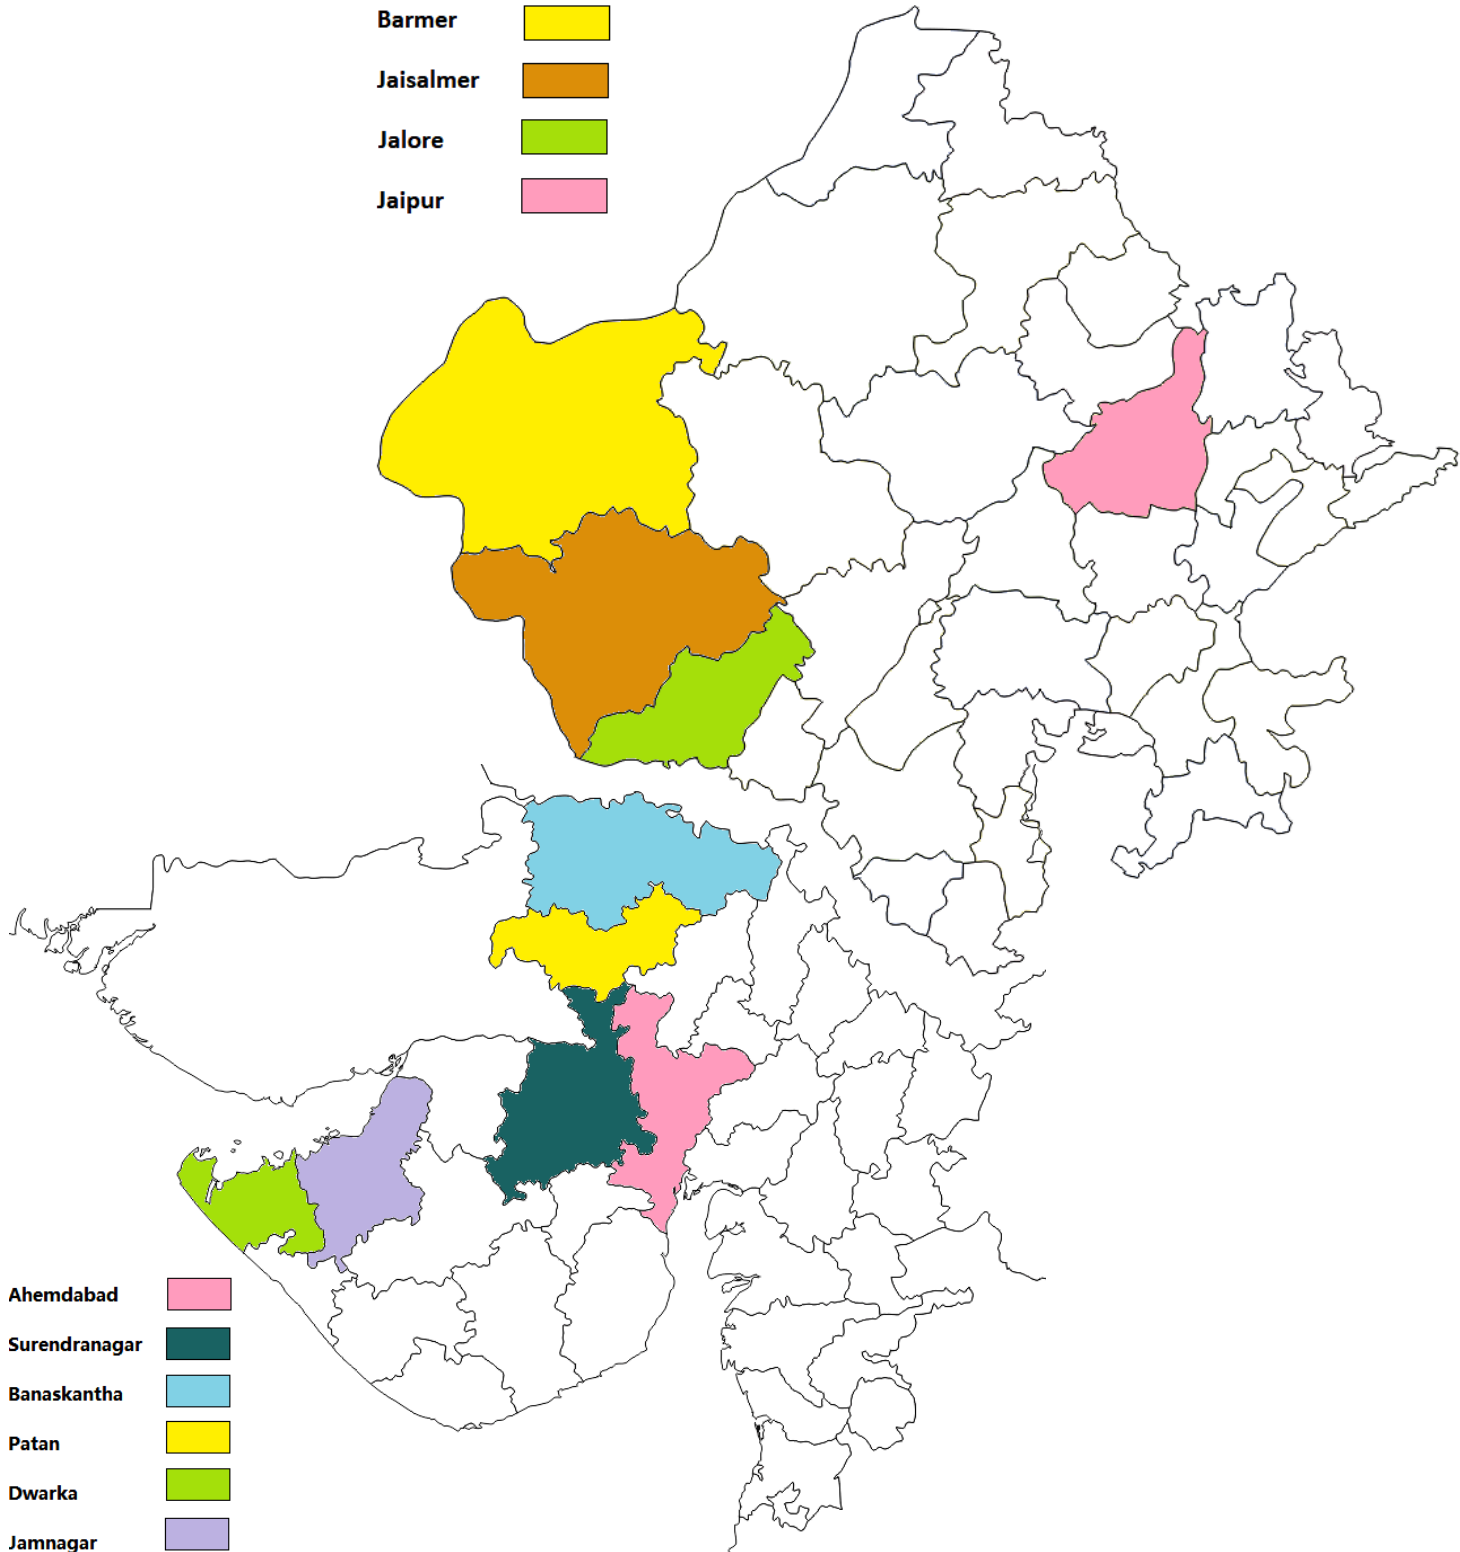 Barmer
Jaisalmer
Jalore
Jaipur
Ahemdabad
Surendranagar
Banaskantha
Patan
Dwarka
Jamnagar